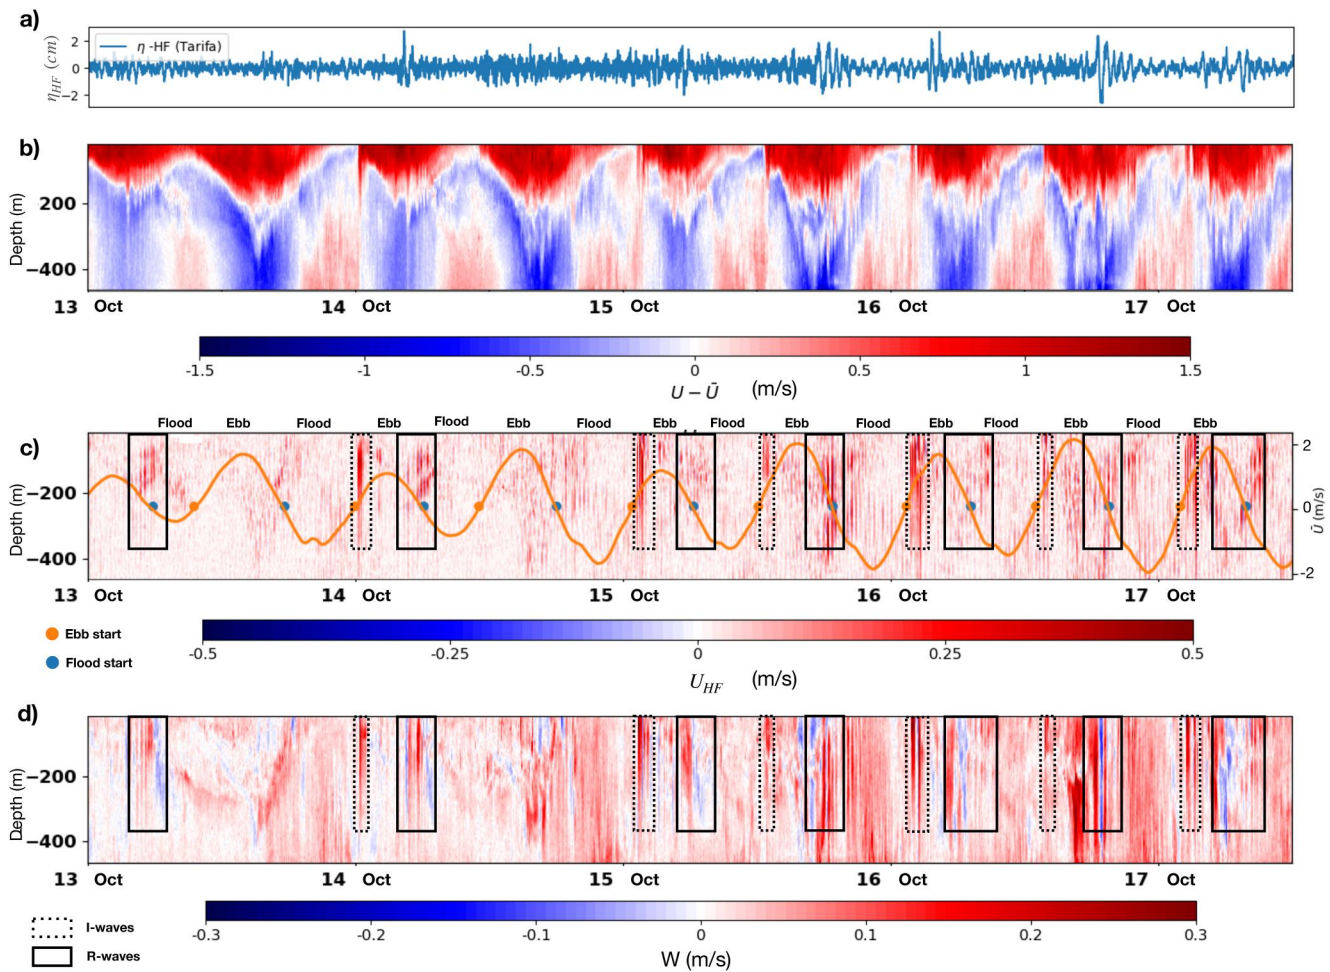 a)
η_HF (cm)
2
0
−2
η -HF (Tarifa)
b)
Depth (m)
200
−400
13 Oct 14 Oct 15 Oct 16 Oct 17 Oct
-1.5 -1 -0.5 0 0.5 1 1.5
U − Ū (m/s)
Flood Ebb Flood Ebb Flood Ebb Flood Ebb Flood Ebb Flood Ebb Flood Ebb Flood Ebb
c)
Depth (m)
−200
−400
2
0
-2
Ū (m/s)
13 Oct 14 Oct 15 Oct 16 Oct 17 Oct
Ebb start
Flood start
-0.5 -0.25 0 0.25 0.5
U_HF (m/s)
d)
Depth (m)
−200
−400
13 Oct 14 Oct 15 Oct 16 Oct 17 Oct
I-waves
R-waves
-0.3 -0.2 -0.1 0 0.1 0.2 0.3
W (m/s)